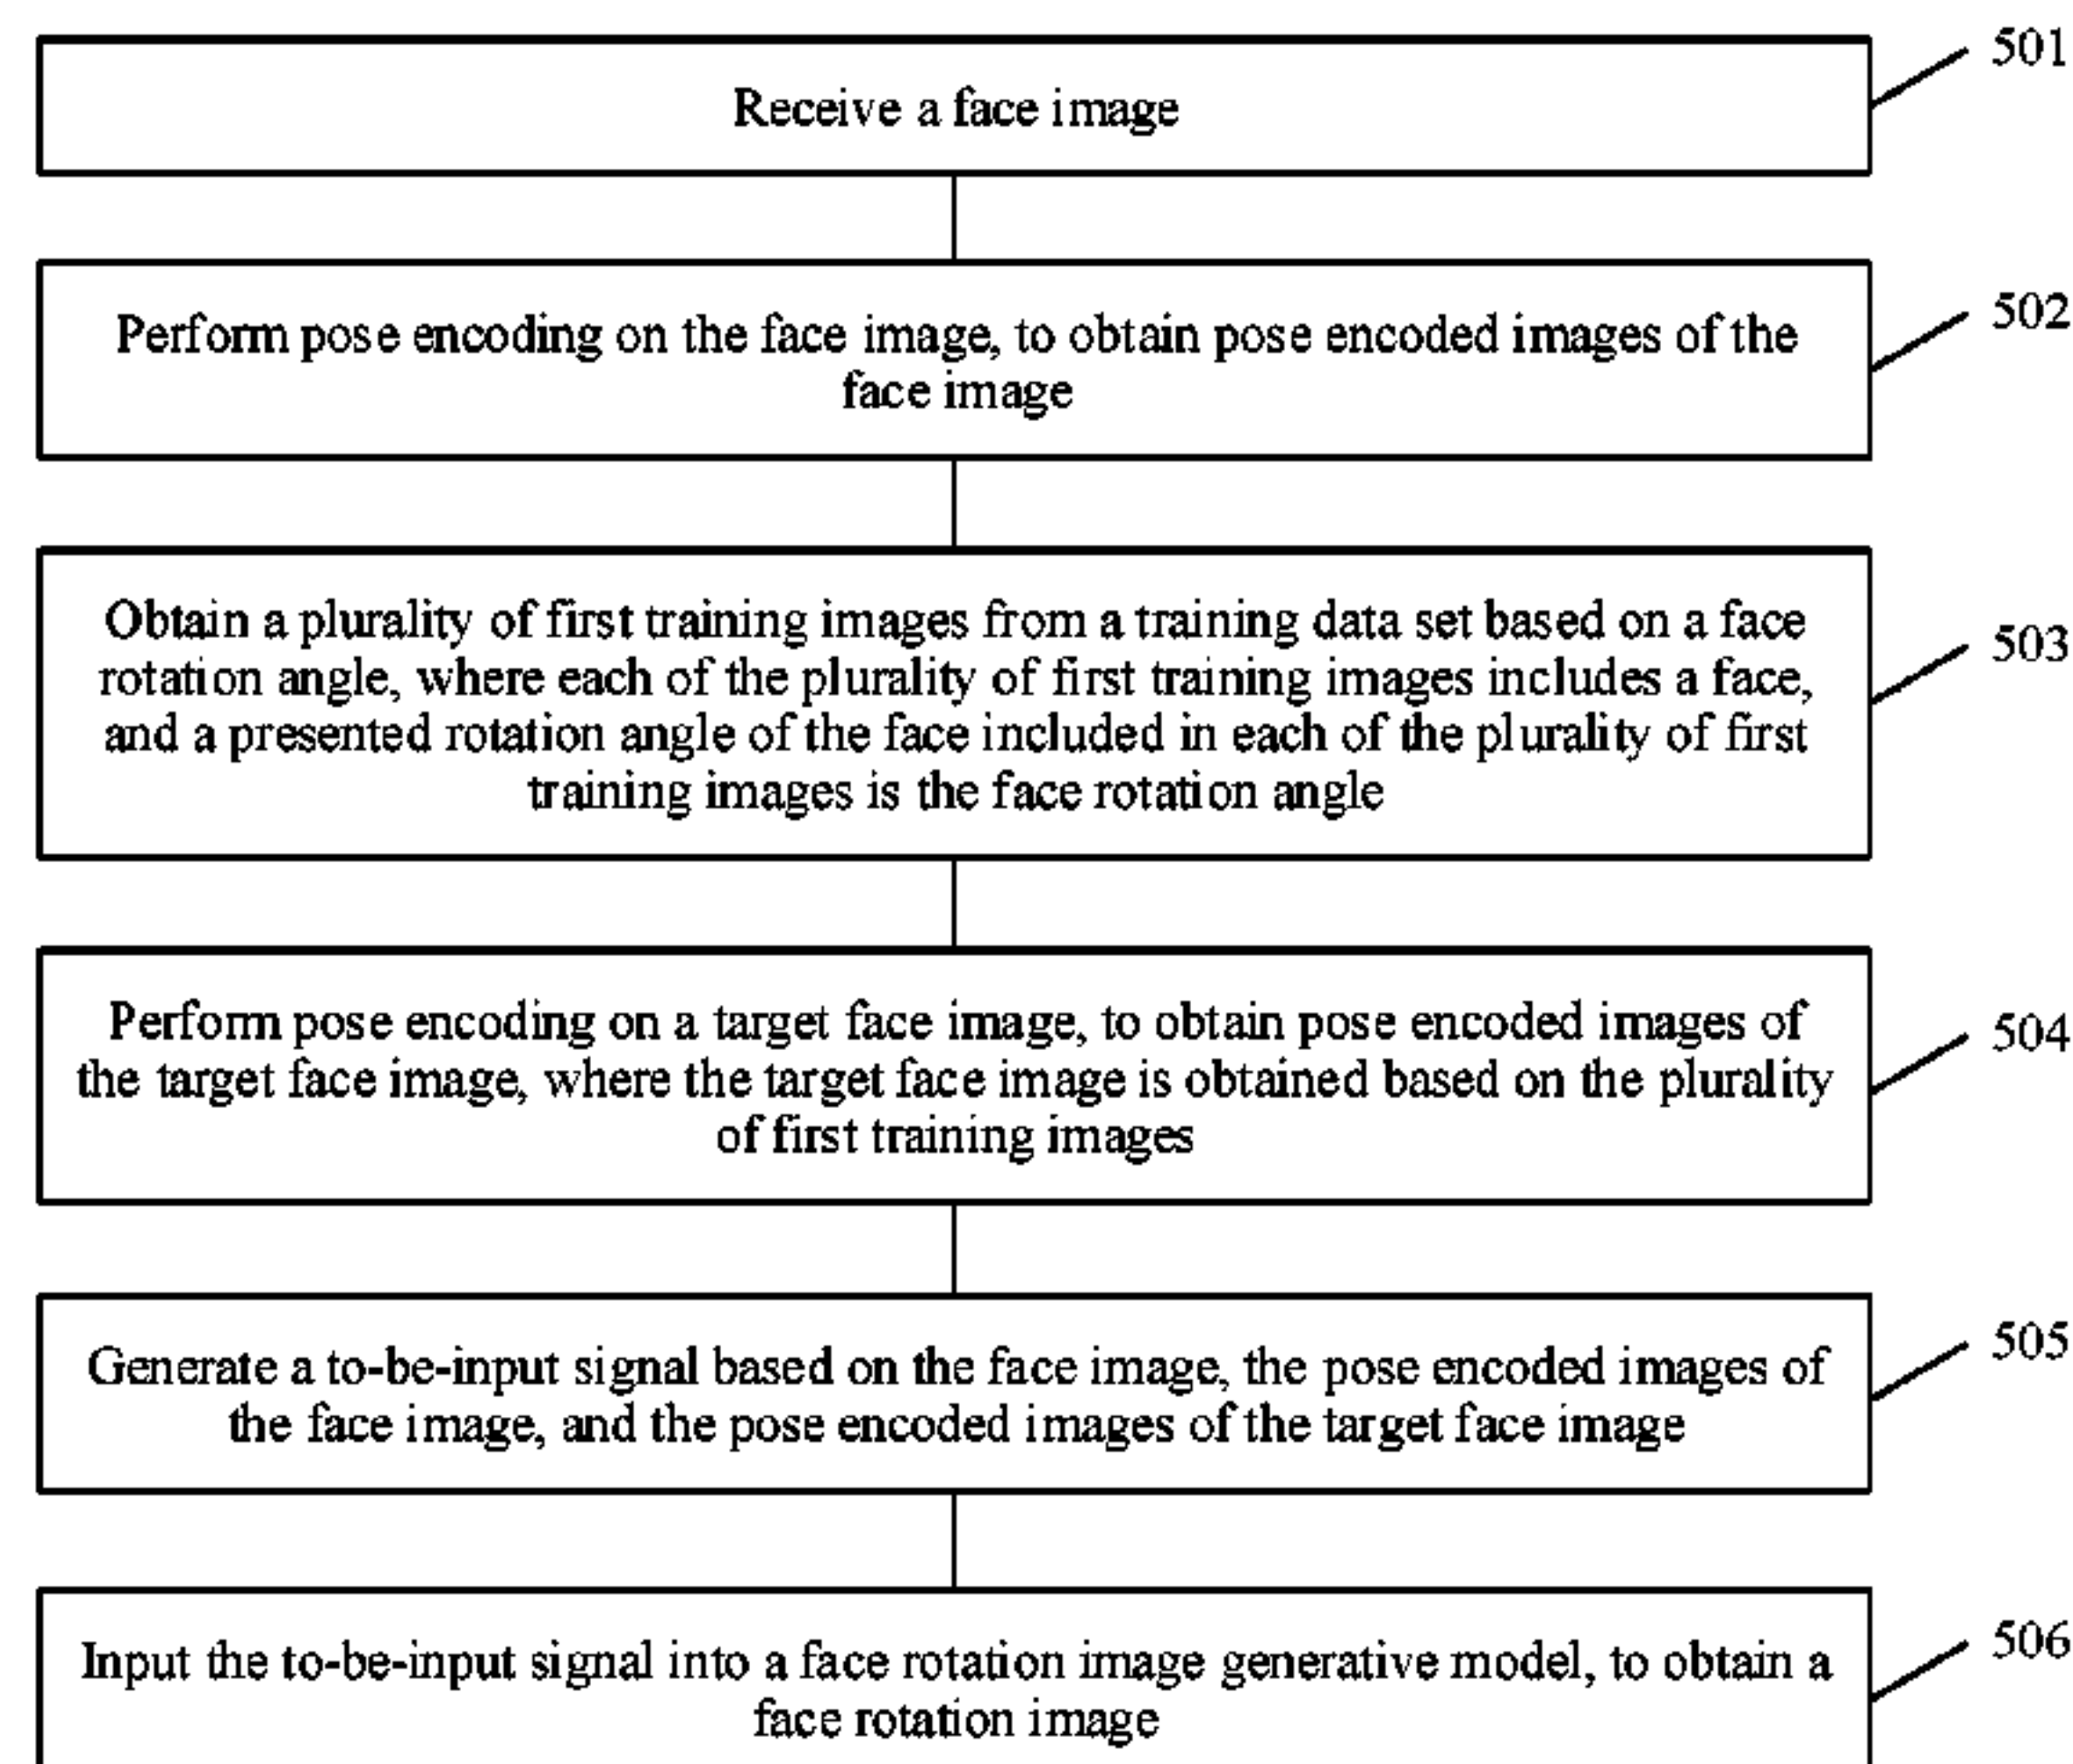 501
Receive a face image
502
Perform pose encoding on the face image, to obtain pose encoded images of the
face image
503
Obtain a plurality of first training images from a training data set based on a face
rotation angle, where each of the plurality of first training images includes a face,
and a presented rotation angle of the face included in each of the plurality of first
training images is the face rotation angle
504
Perform pose encoding on a target face image, to obtain pose encoded images of
the target face image, where the target face image is obtained based on the plurality
of first training images
505
Generate a to-be-input signal based on the face image, the pose encoded images of
the face image, and the pose encoded images of the target face image
506
Input the to-be-input signal into a face rotation image generative model, to obtain a
face rotation image